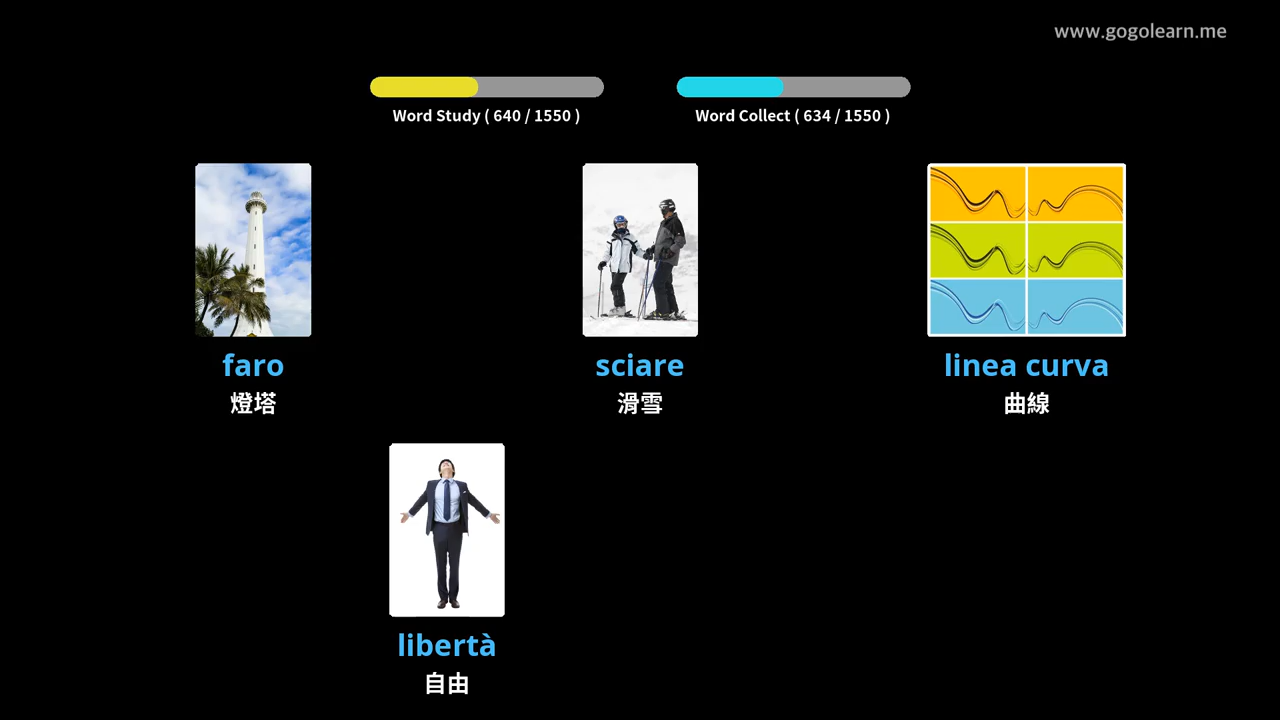 www.gogolearn.me
Word Study ( 640 / 1550 )
Word Collect ( 634 / 1550 )
faro
燈塔
sciare
滑雪
linea curva
曲線
libertà
自由